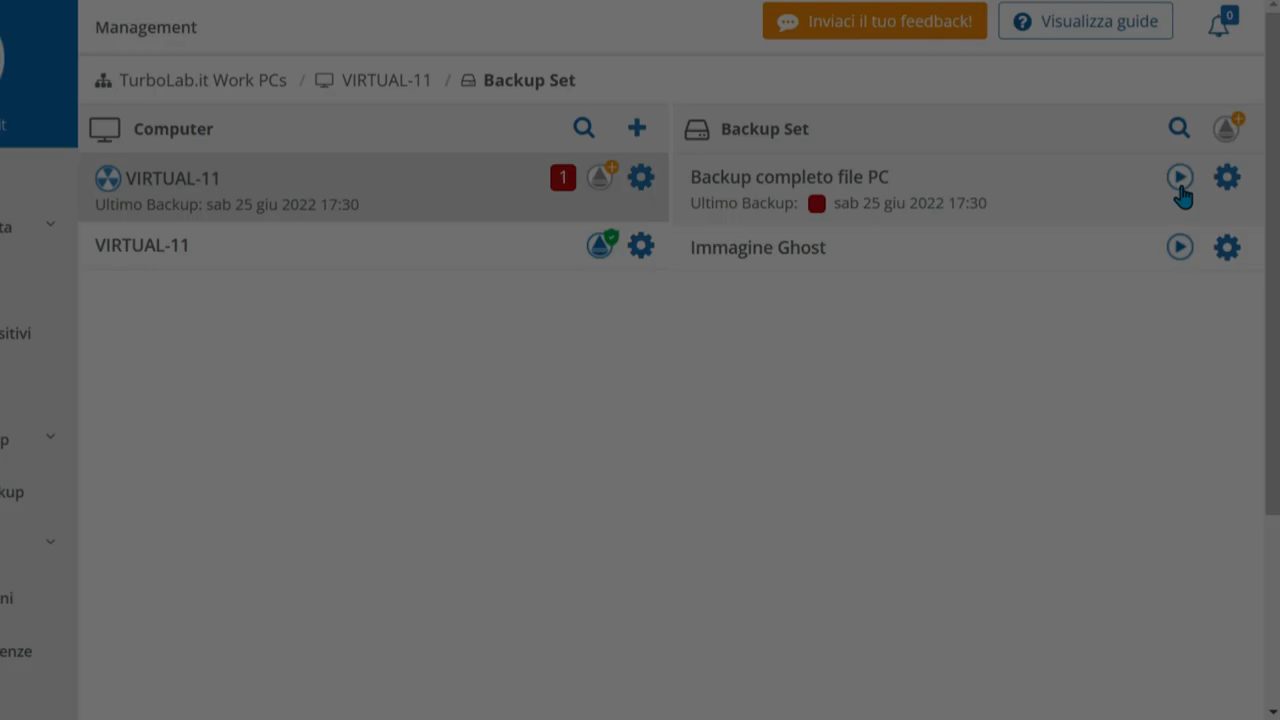 Management
Inviaci il tuo feedback!
Visualizza guide
0
TurboLab.it Work PCs / VIRTUAL-11 / Backup Set
it
Computer
Backup Set
VIRTUAL-11
1
Ultimo Backup: sab 25 giu 2022 17:30
Backup completo file PC
Ultimo Backup: sab 25 giu 2022 17:30
VIRTUAL-11
Immagine Ghost
ta
sitivi
p
kup
ni
enze